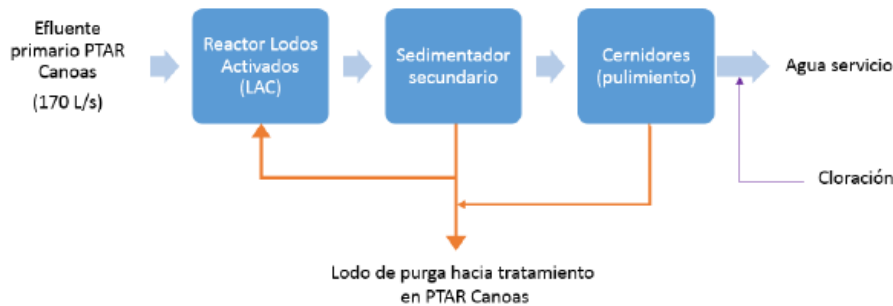 Efluente
primario PTAR
Canoas
(170 L/s)
Reactor Lodos
Activados
(LAC)
Sedimentador
secundario
Cernidores
(pulimiento)
Agua servicio
Cloración
Lodo de purga hacia tratamiento
en PTAR Canoas